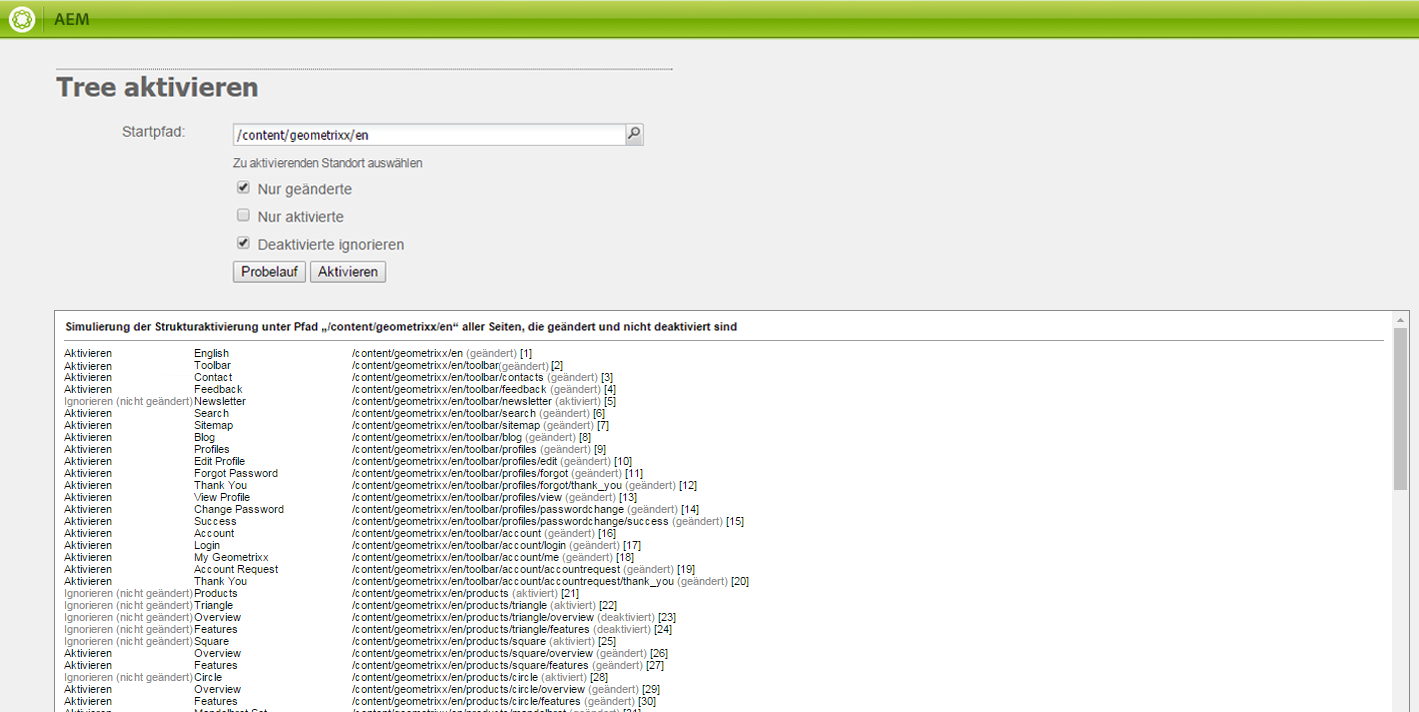 AEM
Tree aktivieren
Startpfad: /content/geometrixx/en
Zu aktivierenden Standort auswählen
Nur geänderte
Nur aktivierte
Deaktivierte ignorieren
Probelauf Aktivieren
Simulierung der Strukturaktivierung unter Pfad „/content/geometrixx/en“ aller Seiten, die geändert und nicht deaktiviert sind
Aktivieren English /content/geometrixx/en (geändert) [1]
Aktivieren Toolbar /content/geometrixx/en/toolbar(geändert) [2]
Aktivieren Contact /content/geometrixx/en/toolbar/contacts (geändert) [3]
Aktivieren Feedback /content/geometrixx/en/toolbar/feedback (geändert) [4]
Ignorieren (nicht geändert) Newsletter /content/geometrixx/en/toolbar/newsletter (aktiviert) [5]
Aktivieren Search /content/geometrixx/en/toolbar/search (geändert) [6]
Aktivieren Sitemap /content/geometrixx/en/toolbar/sitemap (geändert) [7]
Aktivieren Blog /content/geometrixx/en/toolbar/blog (geändert) [8]
Aktivieren Profiles /content/geometrixx/en/toolbar/profiles (geändert) [9]
Aktivieren Edit Profile /content/geometrixx/en/toolbar/profiles/edit (geändert) [10]
Aktivieren Forgot Password /content/geometrixx/en/toolbar/profiles/forgot (geändert) [11]
Aktivieren Thank You /content/geometrixx/en/toolbar/profiles/forgot/thank_you (geändert) [12]
Aktivieren View Profile /content/geometrixx/en/toolbar/profiles/view (geändert) [13]
Aktivieren Change Password /content/geometrixx/en/toolbar/profiles/passwordchange (geändert) [14]
Aktivieren Success /content/geometrixx/en/toolbar/profiles/passwordchange/success (geändert) [15]
Aktivieren Account /content/geometrixx/en/toolbar/account (geändert) [16]
Aktivieren Login /content/geometrixx/en/toolbar/account/login (geändert) [17]
Aktivieren My Geometrixx /content/geometrixx/en/toolbar/account/me (geändert) [18]
Aktivieren Account Request /content/geometrixx/en/toolbar/account/accountrequest (geändert) [19]
Aktivieren Thank You /content/geometrixx/en/toolbar/account/accountrequest/thank_you (geändert) [20]
Ignorieren (nicht geändert) Products /content/geometrixx/en/products (aktiviert) [21]
Ignorieren (nicht geändert) Triangle /content/geometrixx/en/products/triangle (aktiviert) [22]
Ignorieren (nicht geändert) Overview /content/geometrixx/en/products/triangle/overview (deaktiviert) [23]
Ignorieren (nicht geändert) Features /content/geometrixx/en/products/triangle/features (deaktiviert) [24]
Ignorieren (nicht geändert) Square /content/geometrixx/en/products/square (aktiviert) [25]
Aktivieren Overview /content/geometrixx/en/products/square/overview (geändert) [26]
Aktivieren Features /content/geometrixx/en/products/square/features (geändert) [27]
Ignorieren (nicht geändert) Circle /content/geometrixx/en/products/circle (aktiviert) [28]
Aktivieren Overview /content/geometrixx/en/products/circle/overview (geändert) [29]
Aktivieren Features /content/geometrixx/en/products/circle/features (geändert) [30]